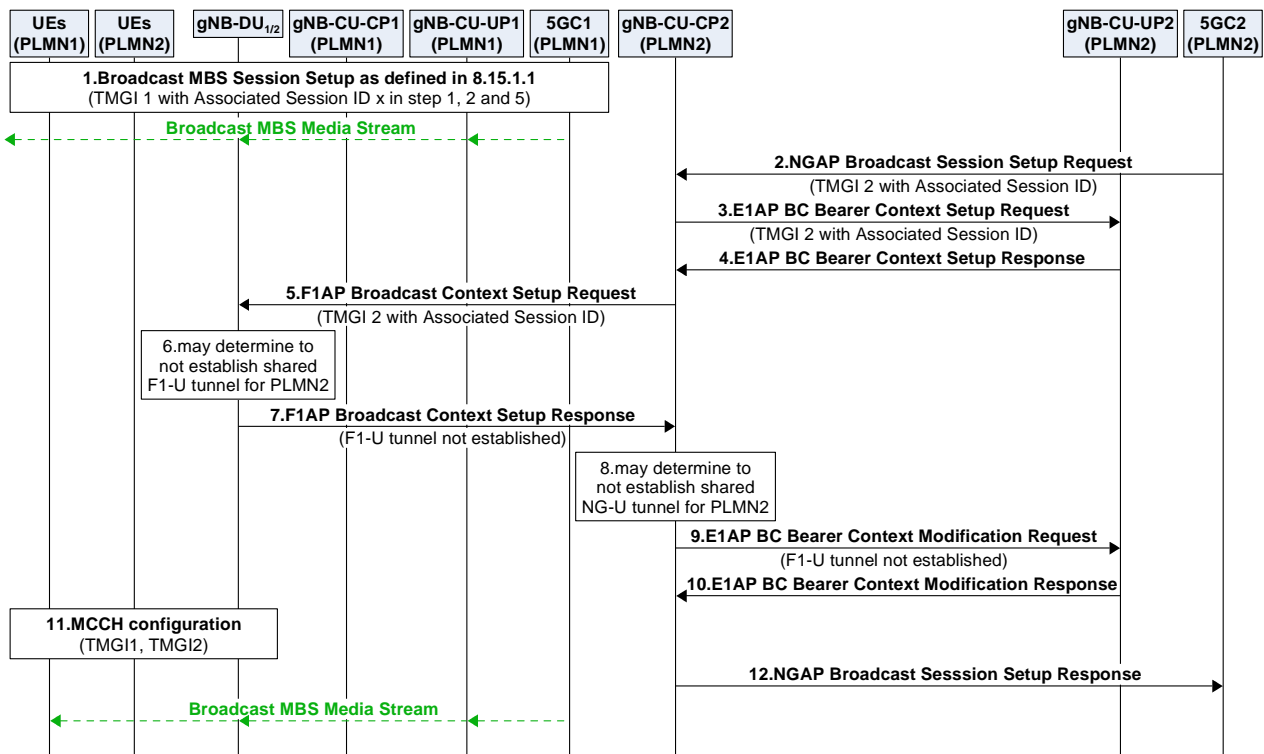 UEs
(PLMN1)
UEs
(PLMN2)
gNB-DU1/2
gNB-CU-CP1
(PLMN1)
gNB-CU-UP1
(PLMN1)
5GC1
(PLMN1)
gNB-CU-CP2
(PLMN2)
gNB-CU-UP2
(PLMN2)
5GC2
(PLMN2)
1.Broadcast MBS Session Setup as defined in 8.15.1.1
(TMGI 1 with Associated Session ID x in step 1, 2 and 5)
Broadcast MBS Media Stream
2.NGAP Broadcast Session Setup Request
(TMGI 2 with Associated Session ID)
3.E1AP BC Bearer Context Setup Request
(TMGI 2 with Associated Session ID)
4.E1AP BC Bearer Context Setup Response
5.F1AP Broadcast Context Setup Request
(TMGI 2 with Associated Session ID)
6.may determine to
not establish shared
F1-U tunnel for PLMN2
7.F1AP Broadcast Context Setup Response
(F1-U tunnel not established)
8.may determine to
not establish shared
NG-U tunnel for PLMN2
9.E1AP BC Bearer Context Modification Request
(F1-U tunnel not established)
10.E1AP BC Bearer Context Modification Response
11.MCCH configuration
(TMGI1, TMGI2)
12.NGAP Broadcast Sesssion Setup Response
Broadcast MBS Media Stream